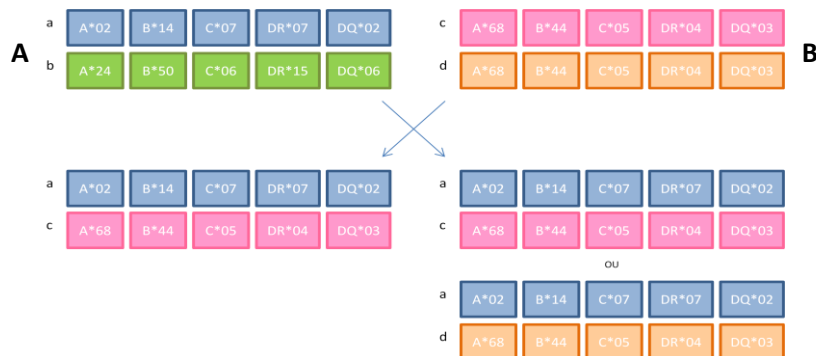 a A*02 B*14 C*07 DR*07 DQ*02
A
b A*24 B*50 C*06 DR*15 DQ*06
c A*68 B*44 C*05 DR*04 DQ*03
B
d A*68 B*44 C*05 DR*04 DQ*03
a A*02 B*14 C*07 DR*07 DQ*02
c A*68 B*44 C*05 DR*04 DQ*03
a A*02 B*14 C*07 DR*07 DQ*02
c A*68 B*44 C*05 DR*04 DQ*03
OU
a A*02 B*14 C*07 DR*07 DQ*02
d A*68 B*44 C*05 DR*04 DQ*03